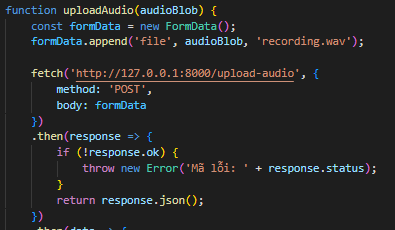 function uploadAudio(audioBlob) {
    const formData = new FormData();
    formData.append('file', audioBlob, 'recording.wav');

    fetch('http://127.0.0.1:8000/upload-audio', {
        method: 'POST',
        body: formData
    })
    .then(response => {
        if (!response.ok) {
            throw new Error('Mã lỗi: ' + response.status);
        }
        return response.json();
    })
    .then(data => {